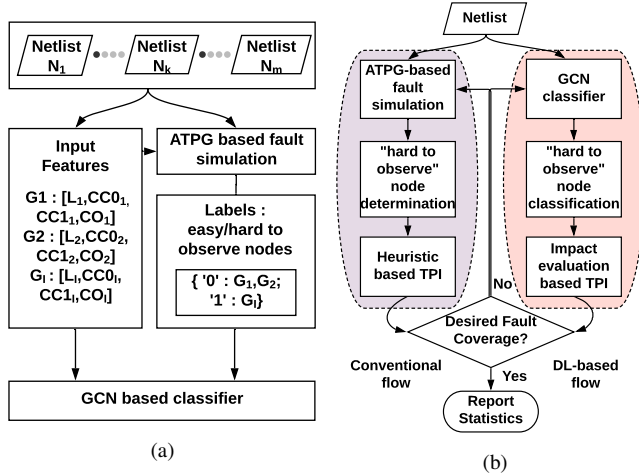 Netlist
N1
Netlist
Nk
Netlist
Nm
Input
Features
G1 : [L1,CC01,
CC11,CO1]
G2 : [L2,CC02,
CC12,CO2]
Gl : [Ll,CC0l,
CC1l,COl]
ATPG based fault
simulation
Labels :
easy/hard to
observe nodes
{ '0' : G1,G2;
'1' : Gl}
GCN based classifier
(a)
Netlist
ATPG-based
fault
simulation
"hard to
observe"
node
determination
Heuristic
based TPI
GCN
classifier
"hard to
observe"
node
classification
Impact
evaluation
based TPI
No
Desired Fault
Coverage?
Conventional
flow
DL-based
flow
Yes
Report
Statistics
(b)